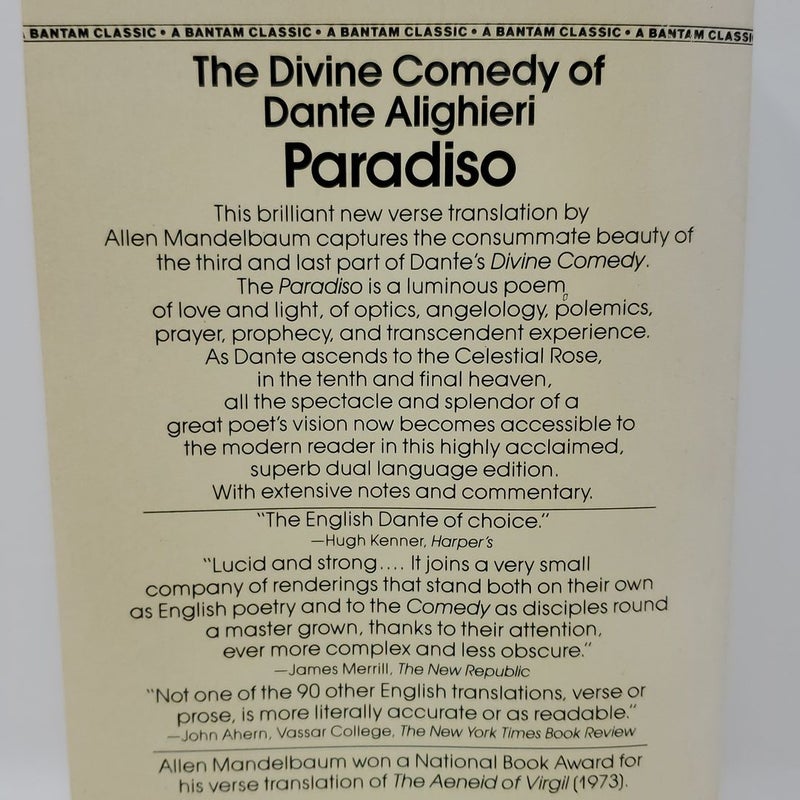 A BANTAM CLASSIC • A BANTAM CLASSIC • A BANTAM CLASSIC • A BANTAM CLASSIC • A BANTAM CLASSI
The Divine Comedy of
Dante Alighieri
Paradiso
This brilliant new verse translation by
Allen Mandelbaum captures the consummate beauty of
the third and last part of Dante's Divine Comedy.
The Paradiso is a luminous poem
of love and light, of optics, angelology, polemics,
prayer, prophecy, and transcendent experience.
As Dante ascends to the Celestial Rose,
in the tenth and final heaven,
all the spectacle and splendor of a
great poet's vision now becomes accessible to
the modern reader in this highly acclaimed,
superb dual language edition.
With extensive notes and commentary.
"The English Dante of choice."
—Hugh Kenner, Harper's
"Lucid and strong.... It joins a very small
company of renderings that stand both on their own
as English poetry and to the Comedy as disciples round
a master grown, thanks to their attention,
ever more complex and less obscure."
—James Merrill, The New Republic
"Not one of the 90 other English translations, verse or
prose, is more literally accurate or as readable."
—John Ahern, Vassar College, The New York Times Book Review
Allen Mandelbaum won a National Book Award for
his verse translation of The Aeneid of Virgil (1973).